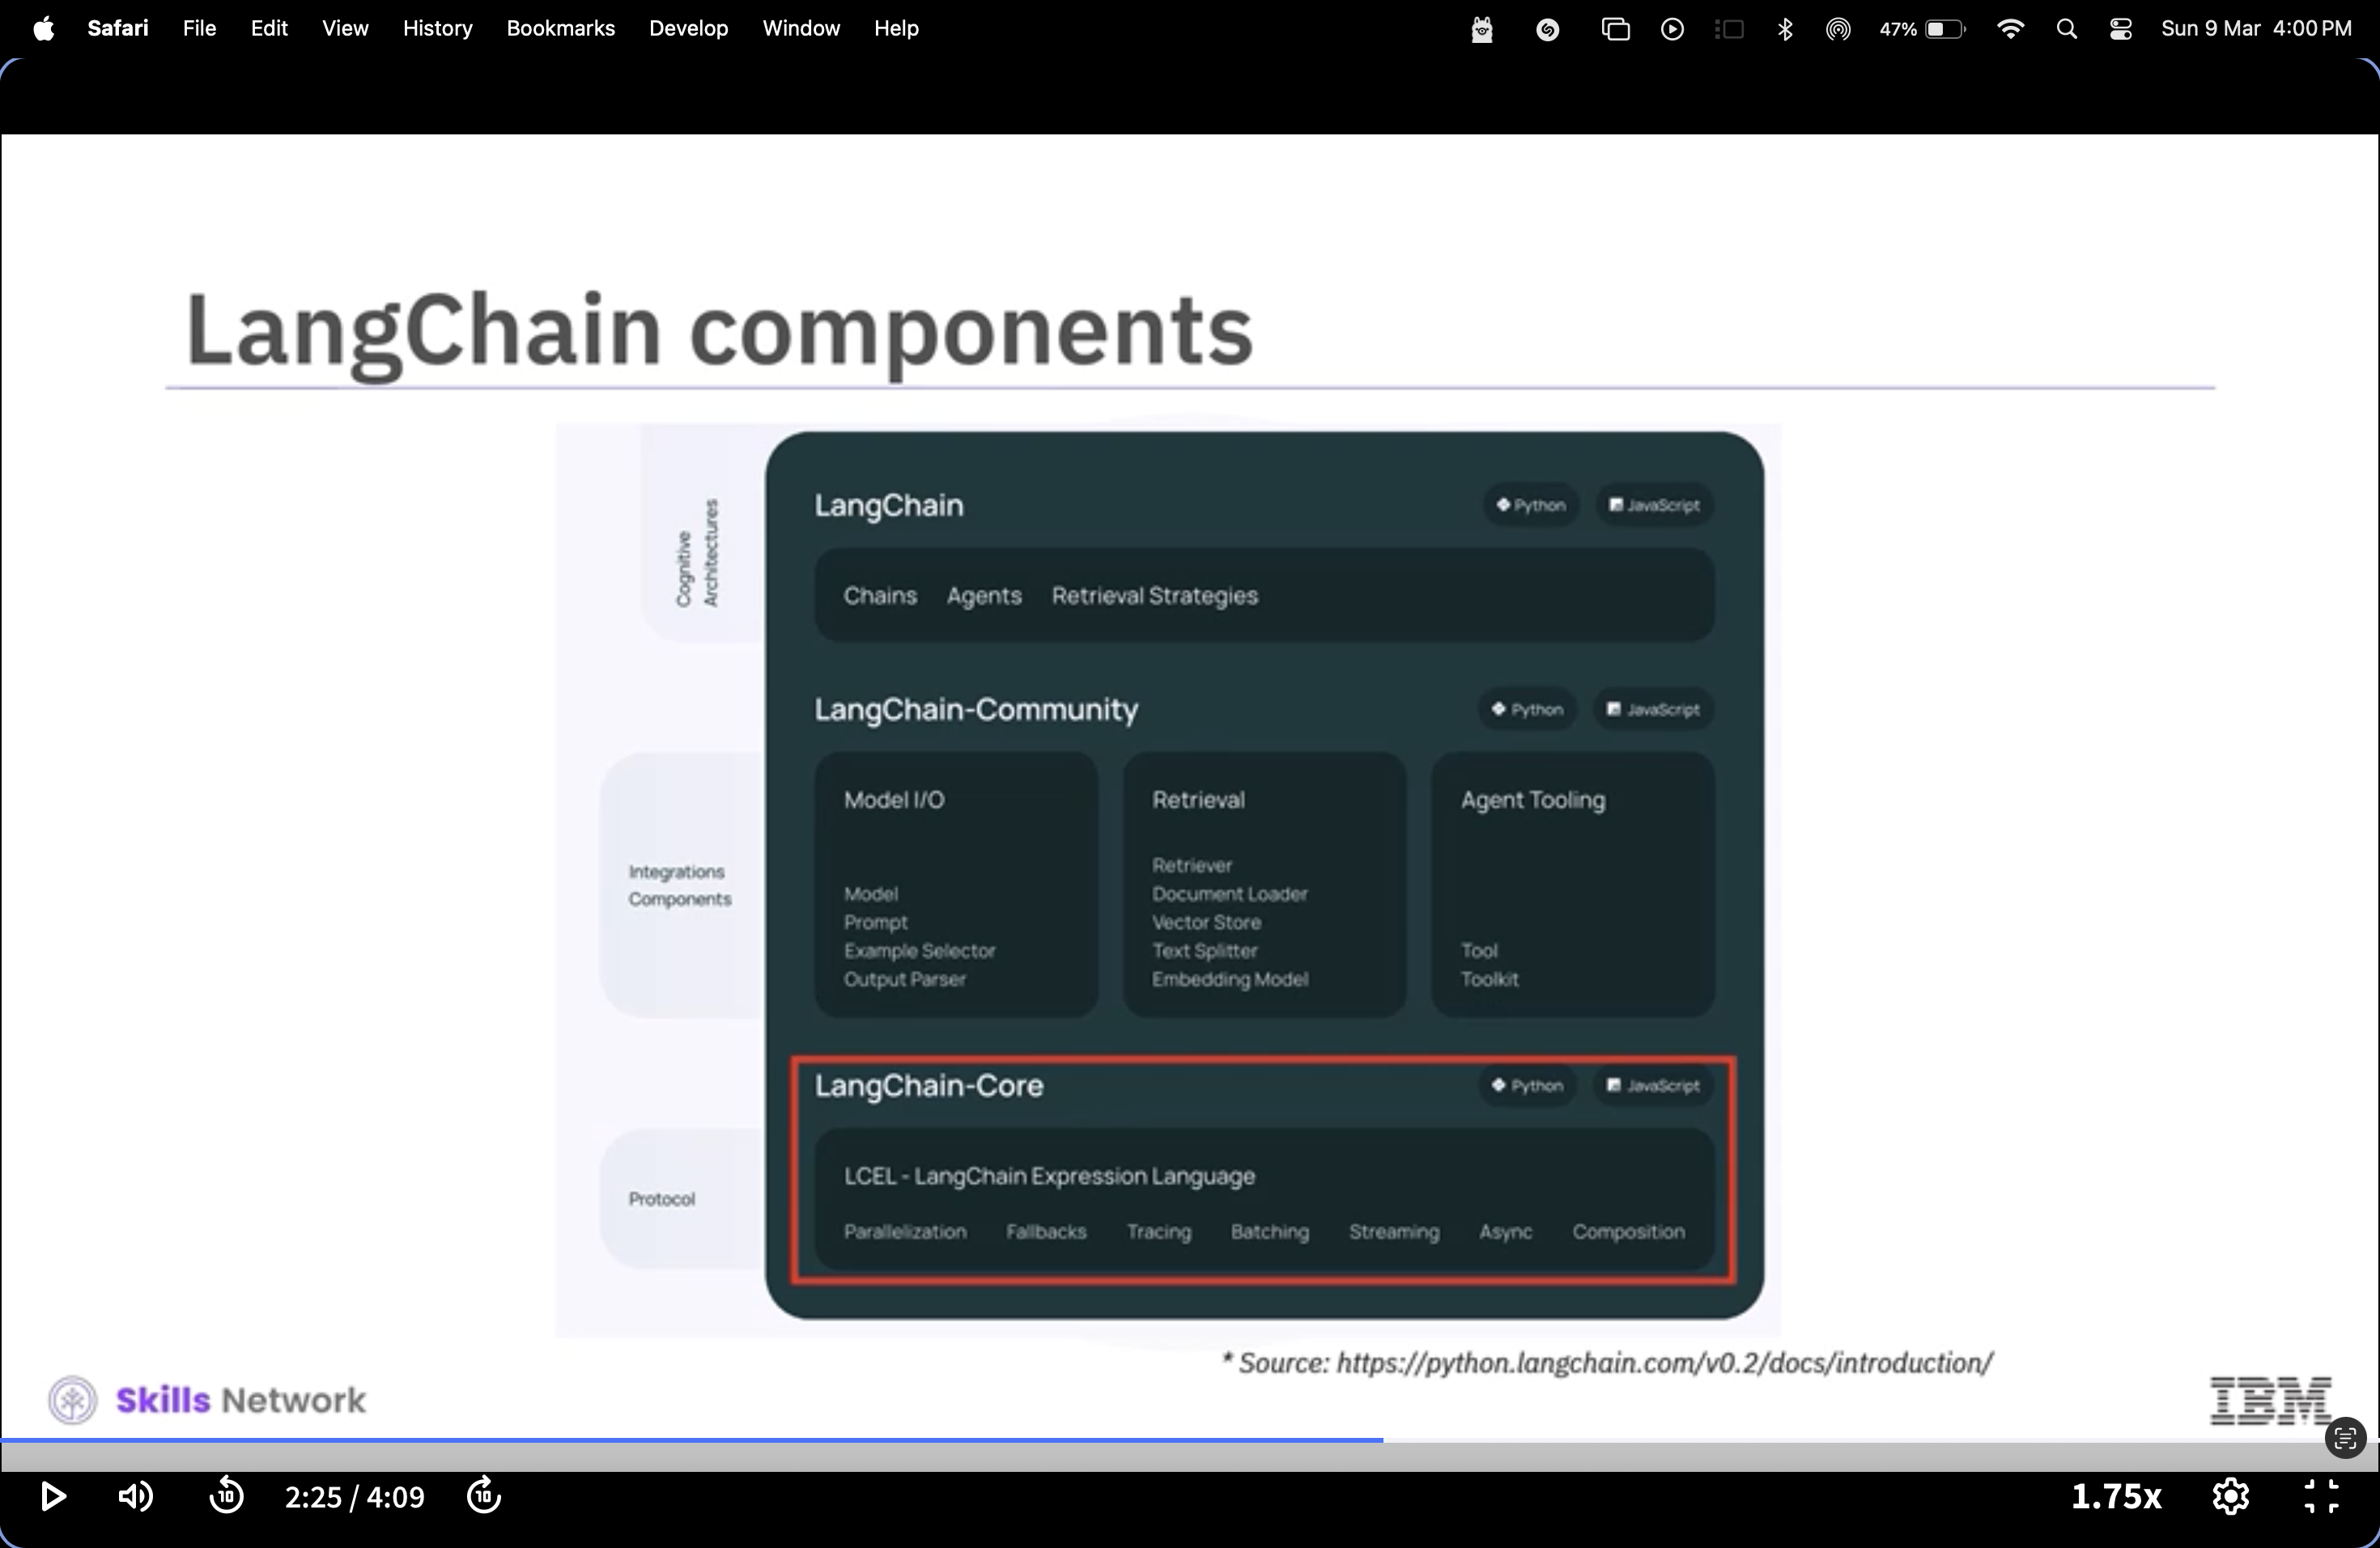 Safari File Edit View History Bookmarks Develop Window Help 47% Sun 9 Mar 4:00 PM
LangChain components
Cognitive
Architectures
LangChain Python JavaScript
Chains Agents Retrieval Strategies
LangChain-Community Python JavaScript
Integrations
Components
Model I/O
Model
Prompt
Example Selector
Output Parser
Retrieval
Retriever
Document Loader
Vector Store
Text Splitter
Embedding Model
Agent Tooling
Tool
Toolkit
LangChain-Core Python JavaScript
Protocol
LCEL - LangChain Expression Language
Parallelization Fallbacks Tracing Batching Streaming Async Composition
* Source: https://python.langchain.com/v0.2/docs/introduction/
Skills Network
IBM
10 2:25 / 4:09 10 1.75x